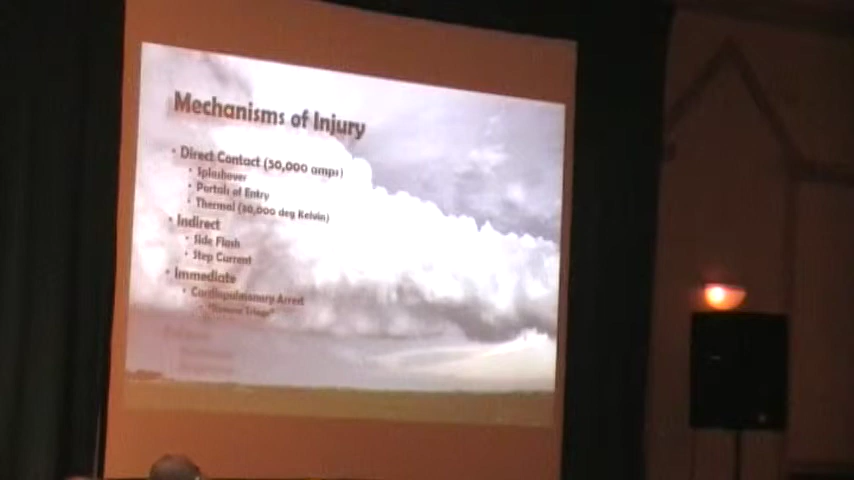 Mechanisms of Injury
• Direct Contact (50,000 amps)
• Splashover
• Portals of Entry
• Thermal (50,000 deg Kelvin)
• Indirect
• Side Flash
• Step Current
• Immediate
• Cardiopulmonary Arrest
– "Reverse Triage"